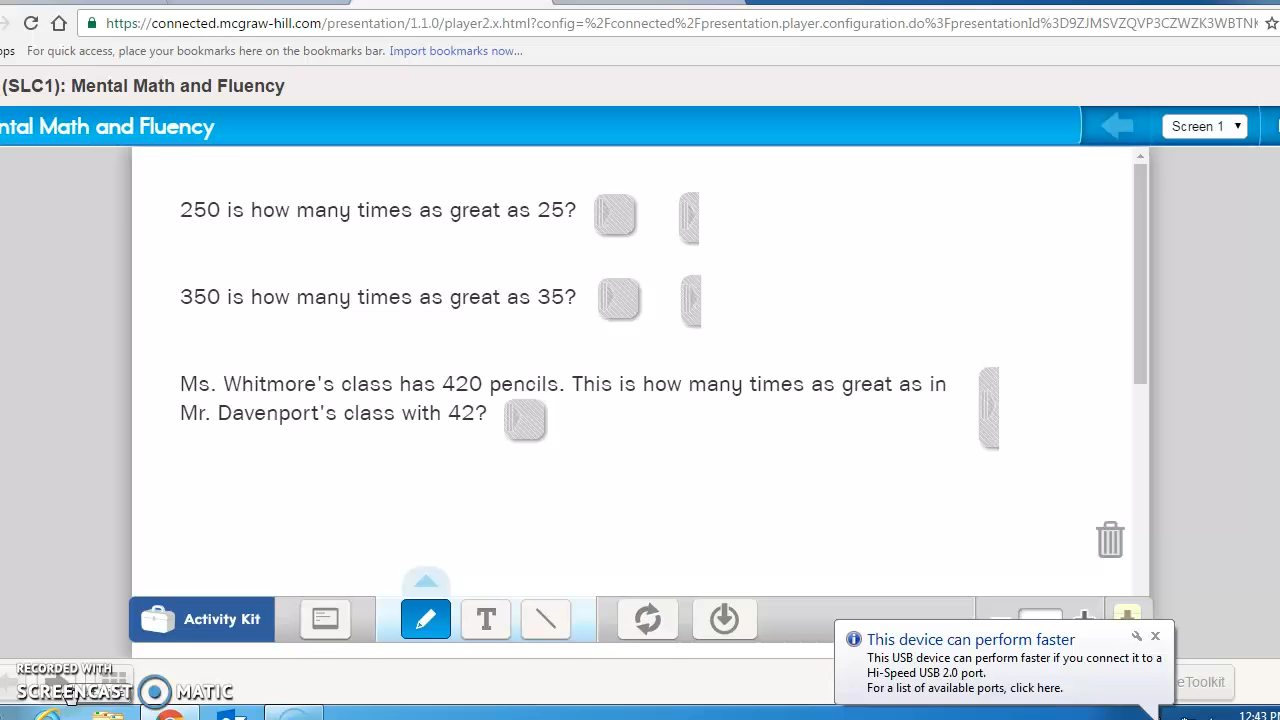 https://connected.mcgraw-hill.com/presentation/1.1.0/player2.x.html?config=%2Fconnected%2Fpresentation.player.configuration.do%3FpresentationId%3D9ZJMSVZQVP3CZWZK3WBTNK
ops For quick access, place your bookmarks here on the bookmarks bar. Import bookmarks now...
(SLC1): Mental Math and Fluency
ntal Math and Fluency
Screen 1
250 is how many times as great as 25?
350 is how many times as great as 35?
Ms. Whitmore's class has 420 pencils. This is how many times as great as in
Mr. Davenport's class with 42?
Activity Kit
T
This device can perform faster
This USB device can perform faster if you connect it to a
Hi-Speed USB 2.0 port.
For a list of available ports, click here.
eToolkit
RECORDED WITH
SCREENCAST MATIC
12:43 PM